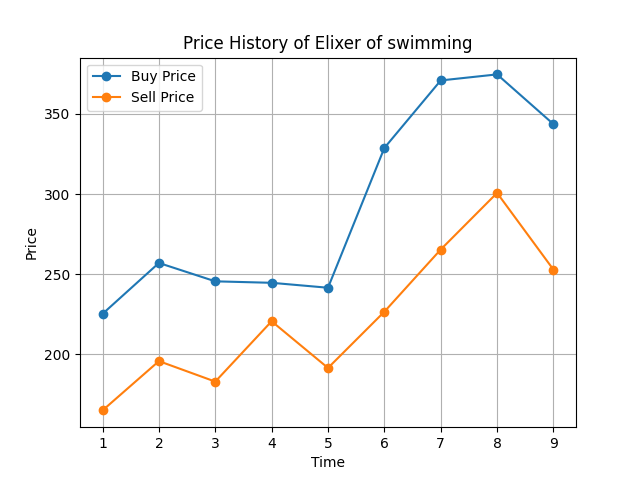 Price History of Elixer of swimming
Buy Price
Sell Price
350
300
250
200
Price
1 2 3 4 5 6 7 8 9
Time